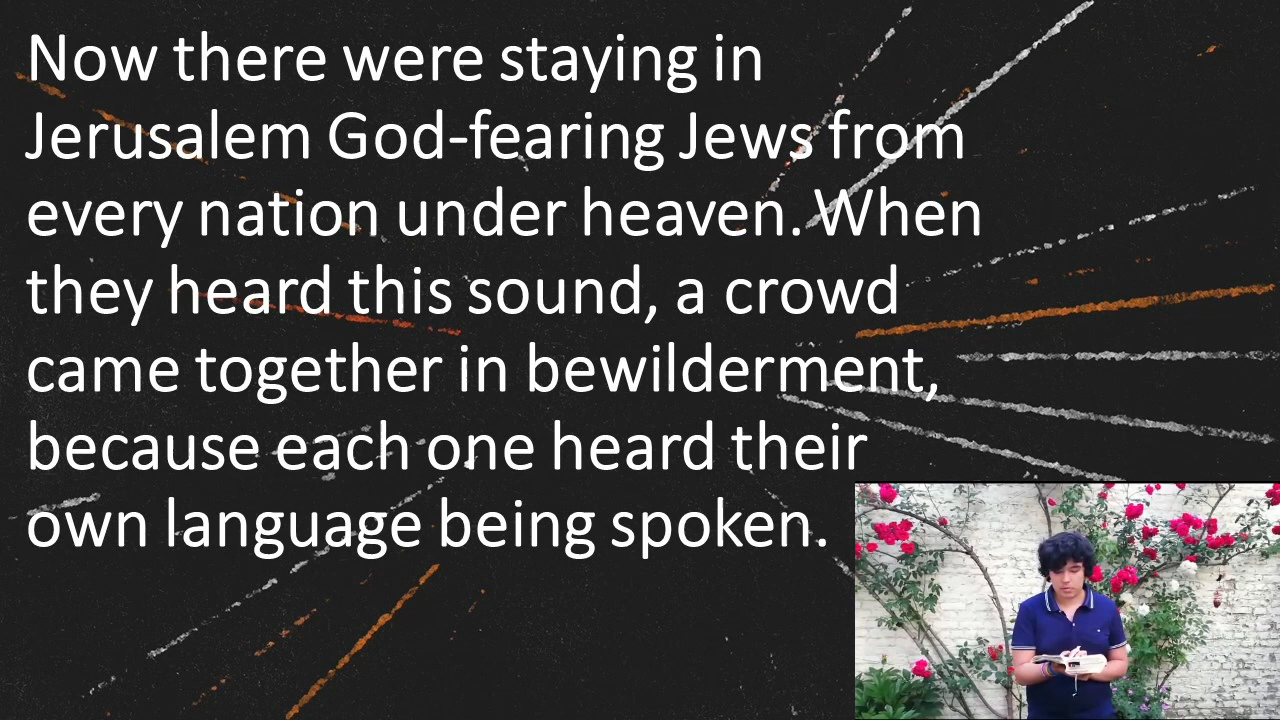 Now there were staying in
Jerusalem God-fearing Jews from
every nation under heaven. When
they heard this sound, a crowd
came together in bewilderment,
because each one heard their
own language being spoken.